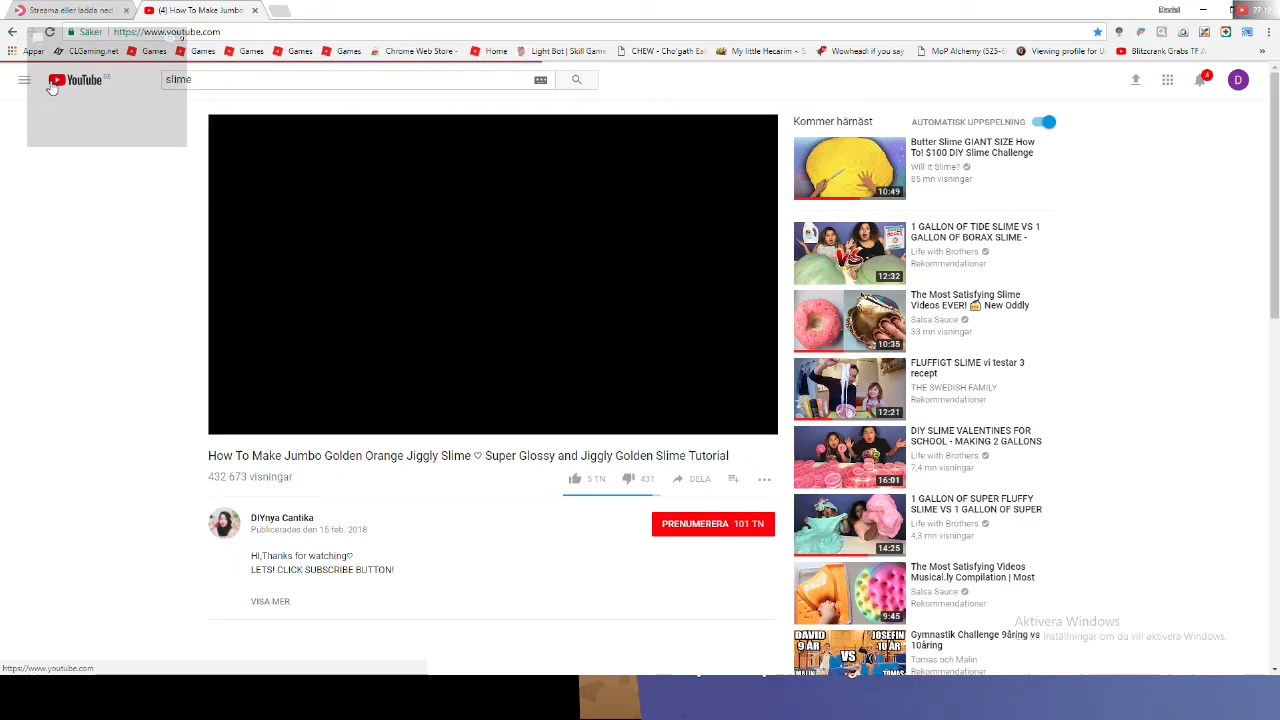 Streama eller ladda ned
(4) How To Make Jumbo
27:12
Säker
https://www.youtube.com
Appar
CLGaming.net
Games
Games
Games
Games
Games
Chrome Web Store -
Home
Light Bot | Skill Game
CHEW - Cho'gath Ea
My little Hecarim ~ S
Wowhead: if you say
MoP Alchemy (525-6
Viewing profile for U
Blitzcrank Grabs TF A
YouTube SE
slime
4
D
Kommer härnäst
AUTOMATISK UPPSPELNING
Butter Slime GIANT SIZE How
To! $100 DIY Slime Challenge
Will It Slime?
85 mn visningar
10:49
1 GALLON OF TIDE SLIME VS 1
GALLON OF BORAX SLIME -
Life with Brothers
Rekommendationer
VS
12:32
The Most Satisfying Slime
Videos EVER! 🍰 New Oddly
Salsa Sauce
33 mn visningar
10:35
FLUFFIGT SLIME vi testar 3
recept
THE SWEDISH FAMILY
Rekommendationer
12:21
DIY SLIME VALENTINES FOR
SCHOOL - MAKING 2 GALLONS
Life with Brothers
7,4 mn visningar
16:01
1 GALLON OF SUPER FLUFFY
SLIME VS 1 GALLON OF SUPER
Life with Brothers
4,3 mn visningar
14:25
The Most Satisfying Videos
Musical.ly Compilation | Most
Salsa Sauce
Rekommendationer
9:45
Gymnastik Challenge 9åring vs
10åring
Tomas och Malin
Rekommendationer
DAVID
9 ÅR
VS
JOSEFIN
10 ÅR
MALIN
TOMAS
How To Make Jumbo Golden Orange Jiggly Slime ♡ Super Glossy and Jiggly Golden Slime Tutorial
432 673 visningar
5 TN
431
DELA
DIYnya Cantika
Publicerades den 15 feb. 2018
PRENUMERERA 101 TN
HI,Thanks for watching♡
LETS! CLICK SUBSCRIBE BUTTON!
VISA MER
Aktivera Windows
inställningar om du vill aktivera Windows.
https://www.youtube.com